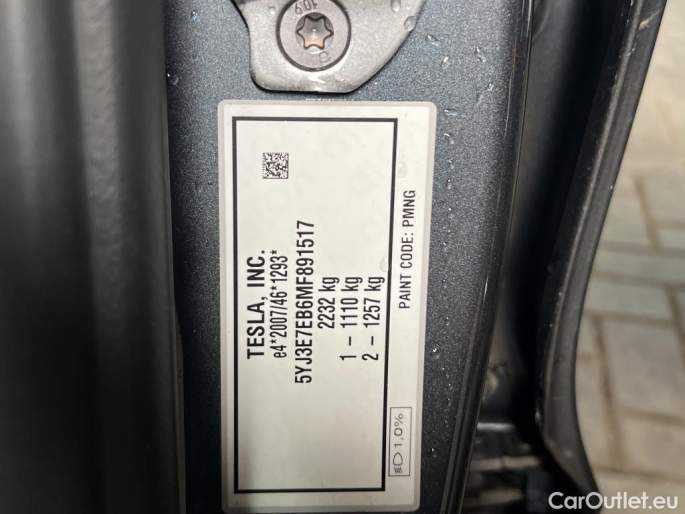 TESLA, INC.
e4*2007/46*1293*
5YJ3E7EB6MF891517
2232 kg
1 - 1110 kg
2 - 1257 kg
PAINT CODE: PMNG
1.0%
CarOutlet.eu